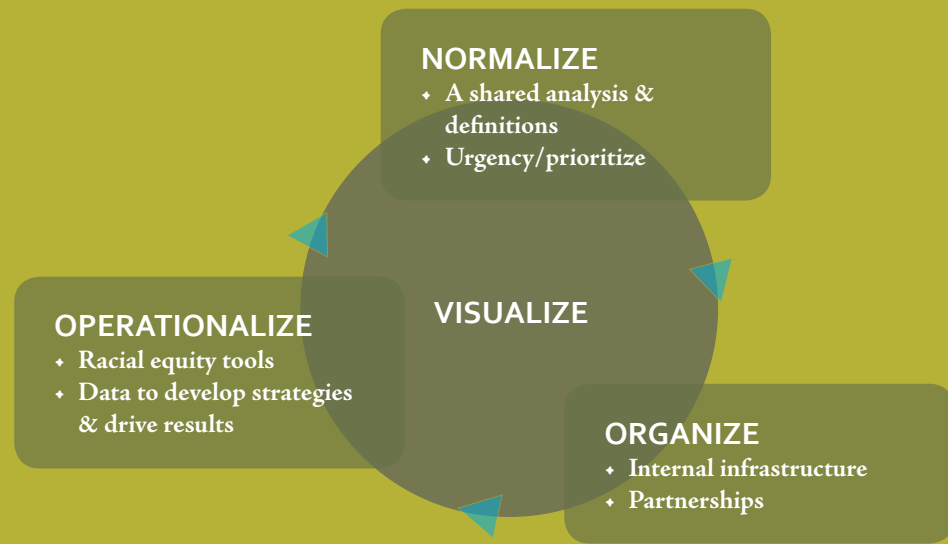 NORMALIZE
✦ A shared analysis &
definitions
✦ Urgency/prioritize
VISUALIZE
OPERATIONALIZE
✦ Racial equity tools
✦ Data to develop strategies
& drive results
ORGANIZE
✦ Internal infrastructure
✦ Partnerships